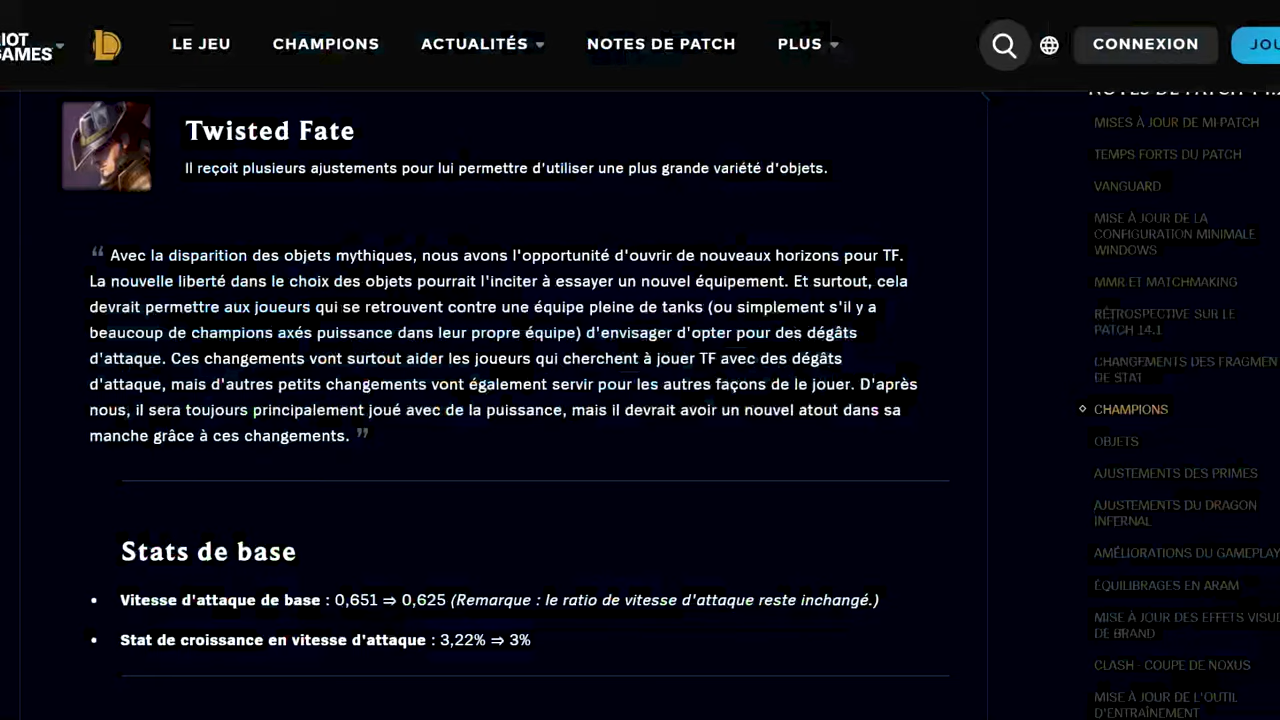 RIOT
GAMES
LE JEU
CHAMPIONS
ACTUALITÉS
NOTES DE PATCH
PLUS
CONNEXION
Twisted Fate
Il reçoit plusieurs ajustements pour lui permettre d'utiliser une plus grande variété d'objets.
“ Avec la disparition des objets mythiques, nous avons l'opportunité d'ouvrir de nouveaux horizons pour TF.
La nouvelle liberté dans le choix des objets pourrait l'inciter à essayer un nouvel équipement. Et surtout, cela
devrait permettre aux joueurs qui se retrouvent contre une équipe pleine de tanks (ou simplement s'il y a
beaucoup de champions axés puissance dans leur propre équipe) d'envisager d'opter pour des dégâts
d'attaque. Ces changements vont surtout aider les joueurs qui cherchent à jouer TF avec des dégâts
d'attaque, mais d'autres petits changements vont également servir pour les autres façons de le jouer. D'après
nous, il sera toujours principalement joué avec de la puissance, mais il devrait avoir un nouvel atout dans sa
manche grâce à ces changements. ”
Stats de base
• Vitesse d'attaque de base : 0,651 ⇒ 0,625 (Remarque : le ratio de vitesse d'attaque reste inchangé.)
• Stat de croissance en vitesse d'attaque : 3,22% ⇒ 3%
NOTES DE PATCH
MISES À JOUR DE MI-PATCH
TEMPS FORTS DU PATCH
VANGUARD
MISE À JOUR DE LA
CONFIGURATION MINIMALE
WINDOWS
MMR ET MATCHMAKING
RÉTROSPECTIVE SUR LE
PATCH 14.1
CHANGEMENTS DES FRAGMEN
DE STAT
CHAMPIONS
OBJETS
AJUSTEMENTS DES PRIMES
AJUSTEMENTS DU DRAGON
INFERNAL
AMÉLIORATIONS DU GAMEPLAY
ÉQUILIBRAGES EN ARAM
MISE À JOUR DES EFFETS VISUE
DE BRAND
CLASH - COUPE DE NOXUS
MISE À JOUR DE L'OUTIL
D'ENTRAÎNEMENT